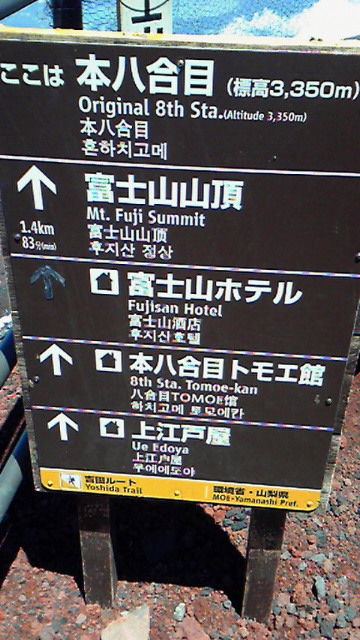 ここは 本八合目 (標高3,350m)
Original 8th Sta.(Altitude 3,350m)
本八合目
혼하치고메
富士山山頂
Mt. Fuji Summit
富士山山顶
후지산 정상
1.4km
83分(min)
富士山ホテル
Fujisan Hotel
富士山酒店
후지산호텔
本八合目トモエ館
8th Sta. Tomoe-kan
八合目TOMOE馆
하치고메 토모에칸
上江戸屋
Ue Edoya
上江戸屋
우에에도야
吉田ルート
Yoshida Trail
環境省・山梨県
MOE・Yamanashi Pref.